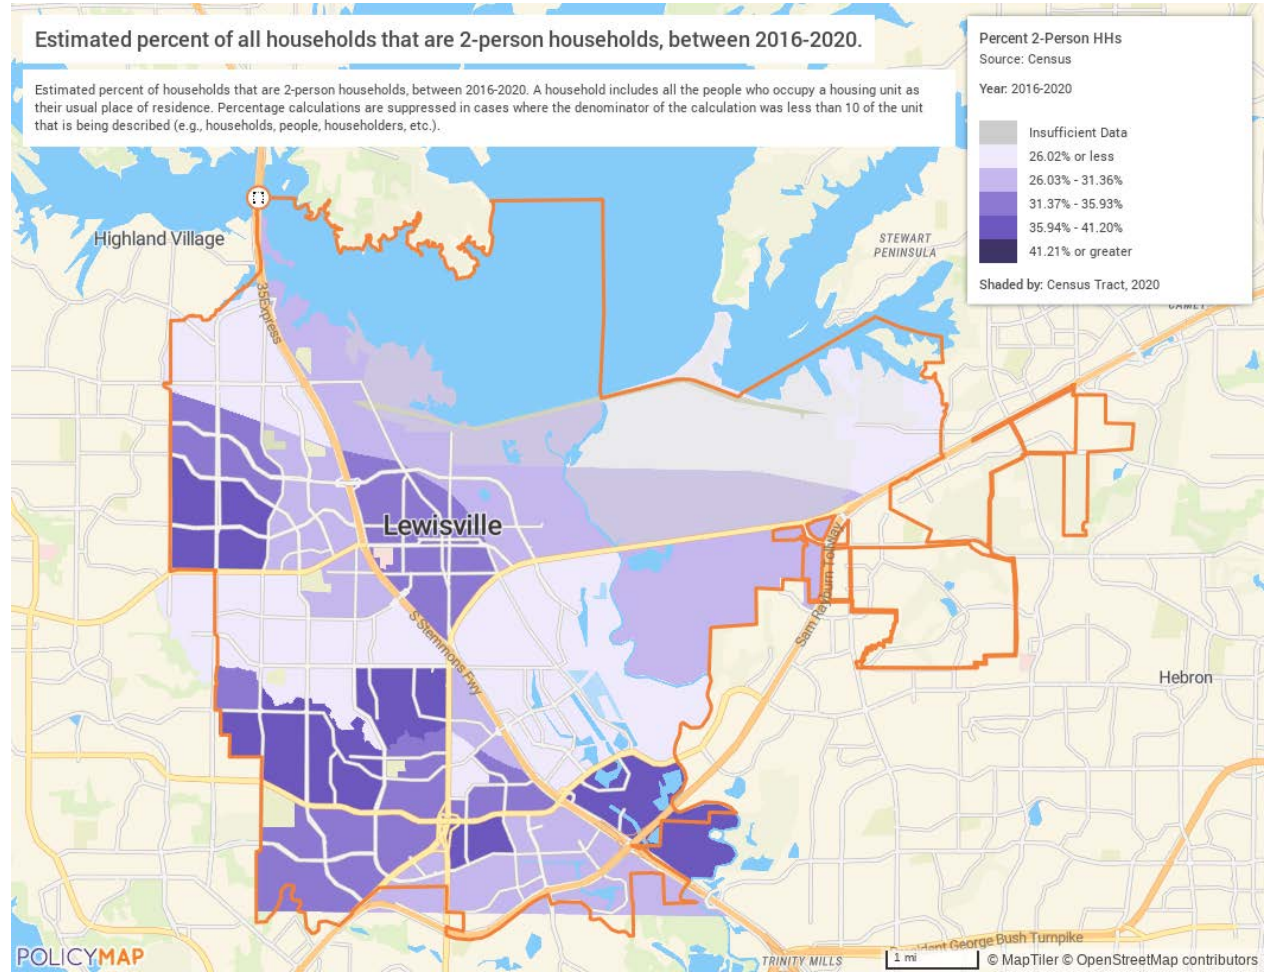 Estimated percent of all households that are 2-person households, between 2016-2020.
Estimated percent of households that are 2-person households, between 2016-2020. A household includes all the people who occupy a housing unit as
their usual place of residence. Percentage calculations are suppressed in cases where the denominator of the calculation was less than 10 of the unit
that is being described (e.g., households, people, householders, etc.).
Percent 2-Person HHs
Source: Census
Year: 2016-2020
Insufficient Data
26.02% or less
26.03% - 31.36%
31.37% - 35.93%
35.94% - 41.20%
41.21% or greater
Shaded by: Census Tract, 2020
Highland Village
STEWART
PENINSULA
35Express
Lewisville
S Stemmons Fwy
Sam Rayburn Tollway
Hebron
POLICYMAP
TRINITY MILLS
President George Bush Turnpike
1 mi
© MapTiler © OpenStreetMap contributors